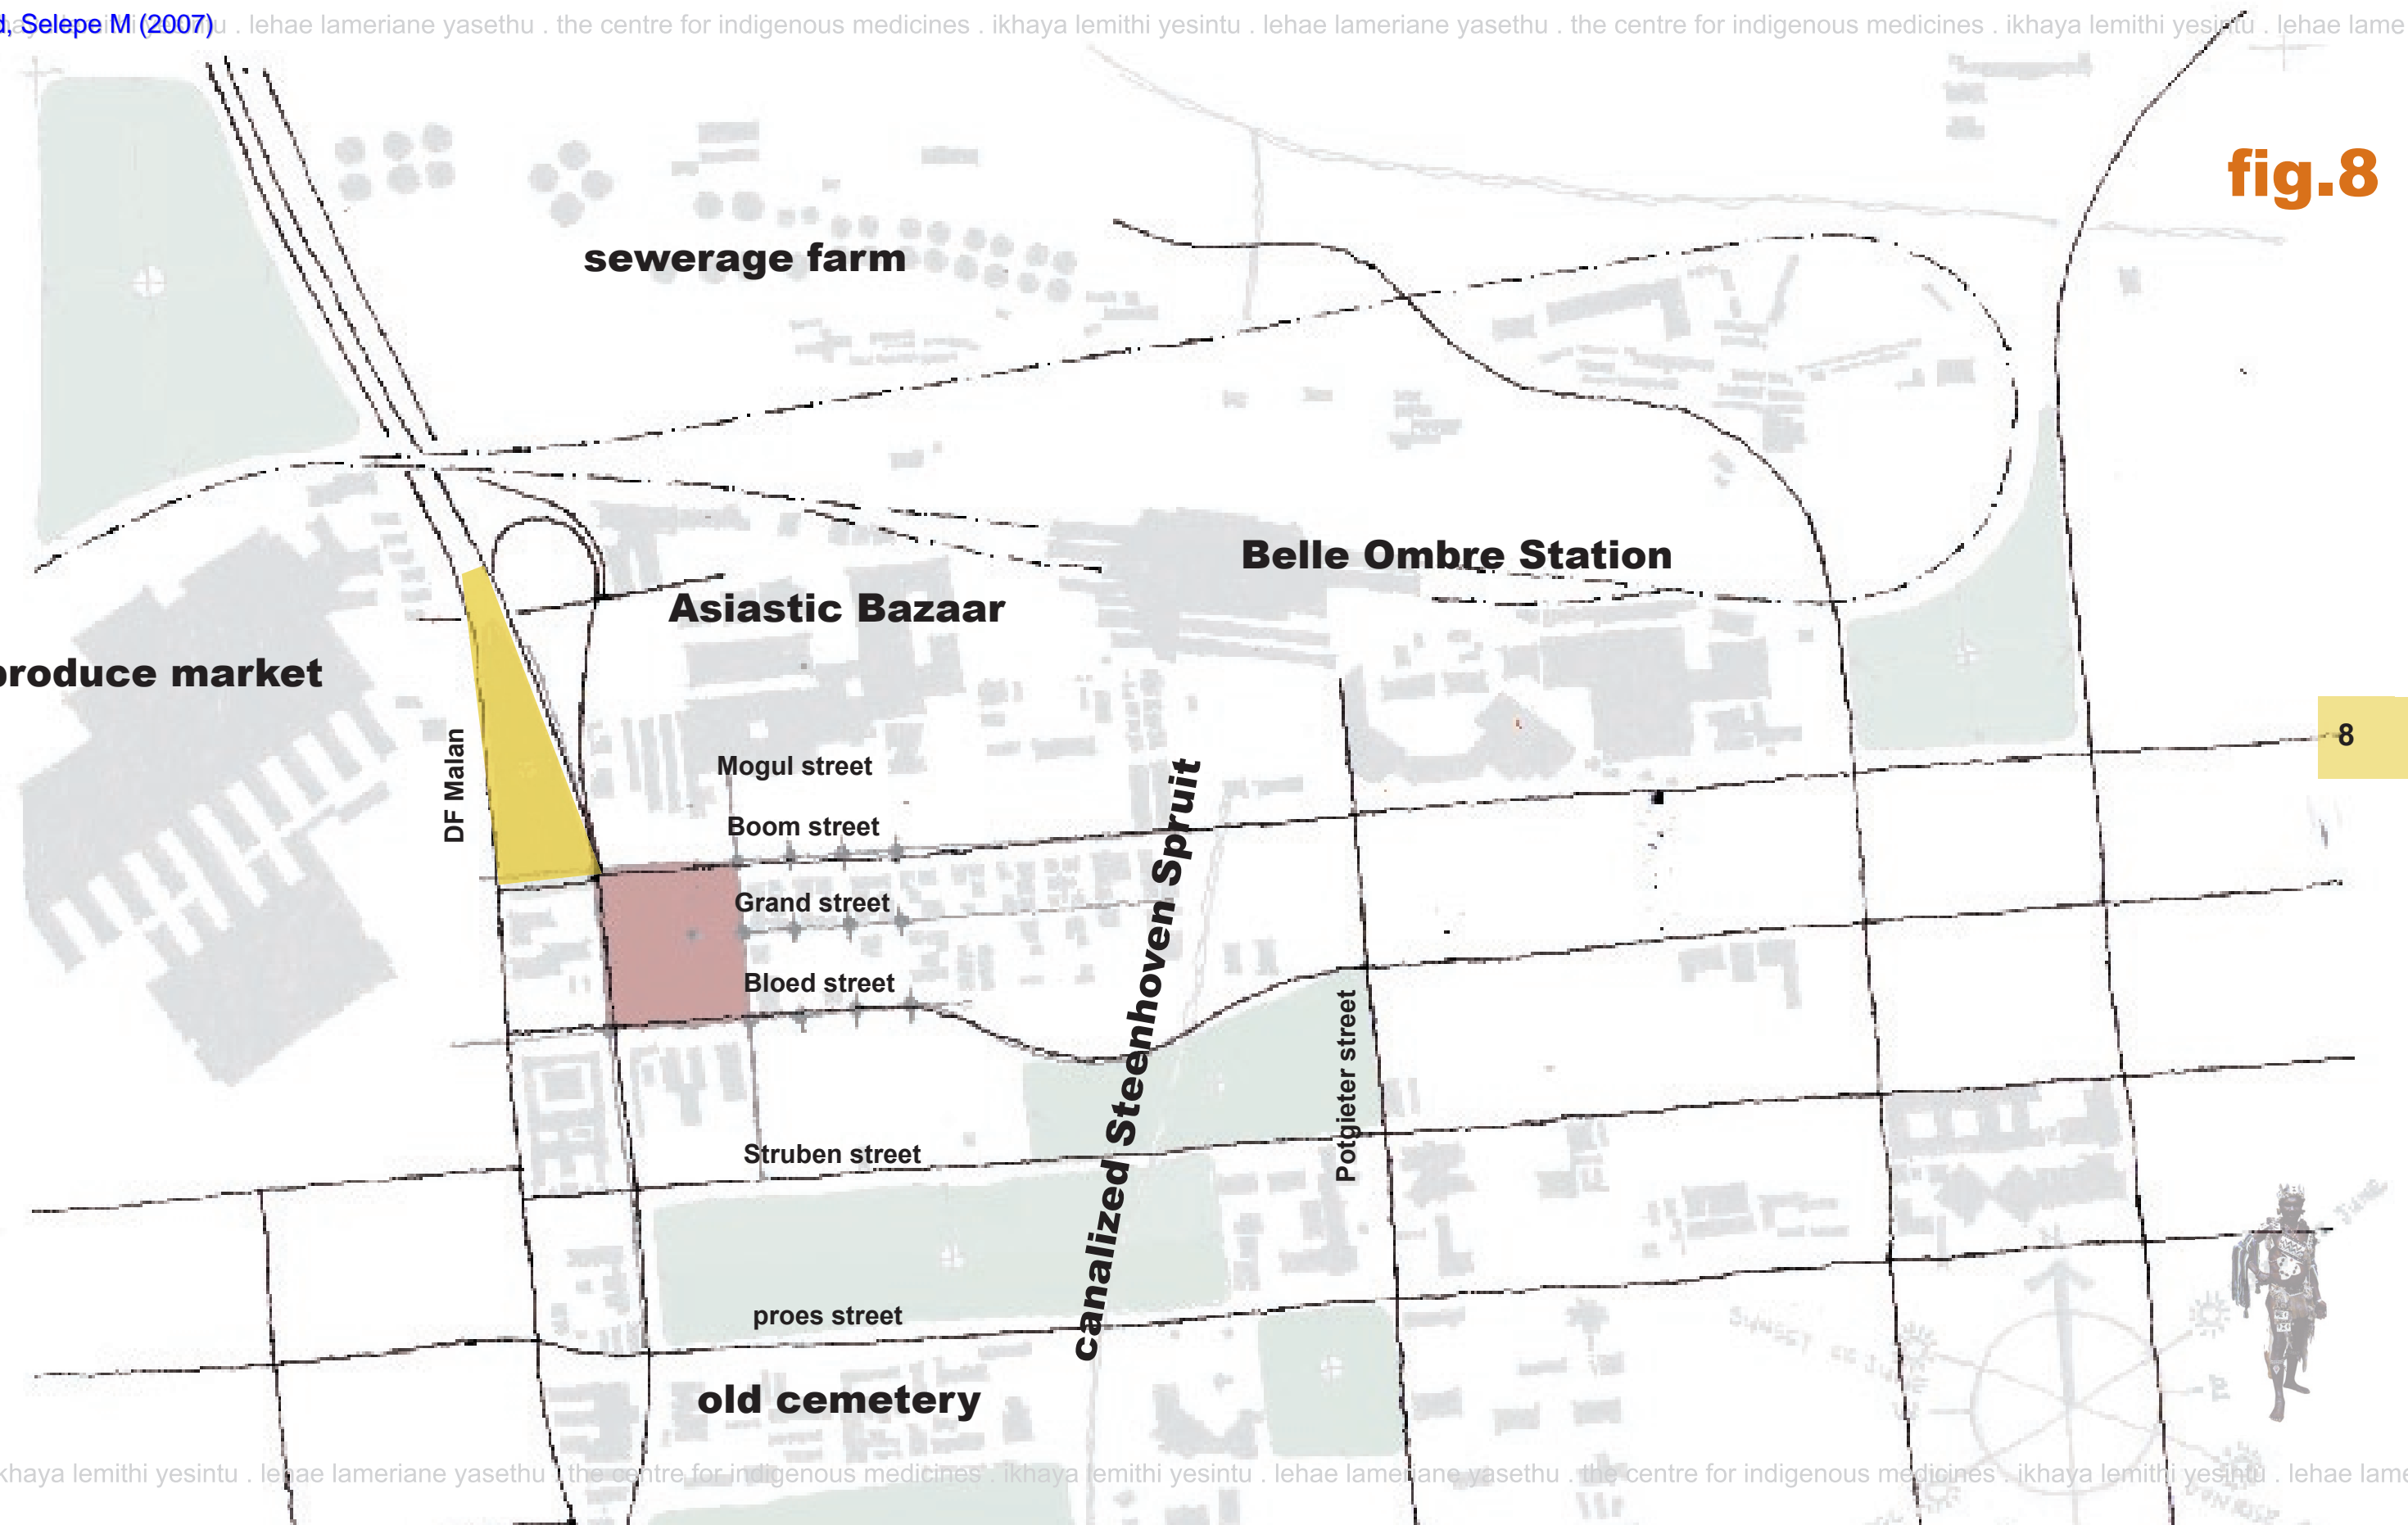 d, Selepe M (2007)
u . lehae lameriane yasethu . the centre for indigenous medicines . ikhaya lemithi yesintu . lehae lameriane yasethu . the centre for indigenous medicines . ikhaya lemithi yesintu . lehae lame
fig.8
sewerage farm
Belle Ombre Station
Asiastic Bazaar
produce market
DF Malan
8
Mogul street
Boom street
canalized Steenhoven Spruit
Grand street
Bloed street
Potgieter street
Struben street
proes street
old cemetery
khaya lemithi yesintu . lehae lameriane yasethu . the centre for indigenous medicines . ikhaya lemithi yesintu . lehae lameriane yasethu . the centre for indigenous medicines . ikhaya lemithi yesintu . lehae lame